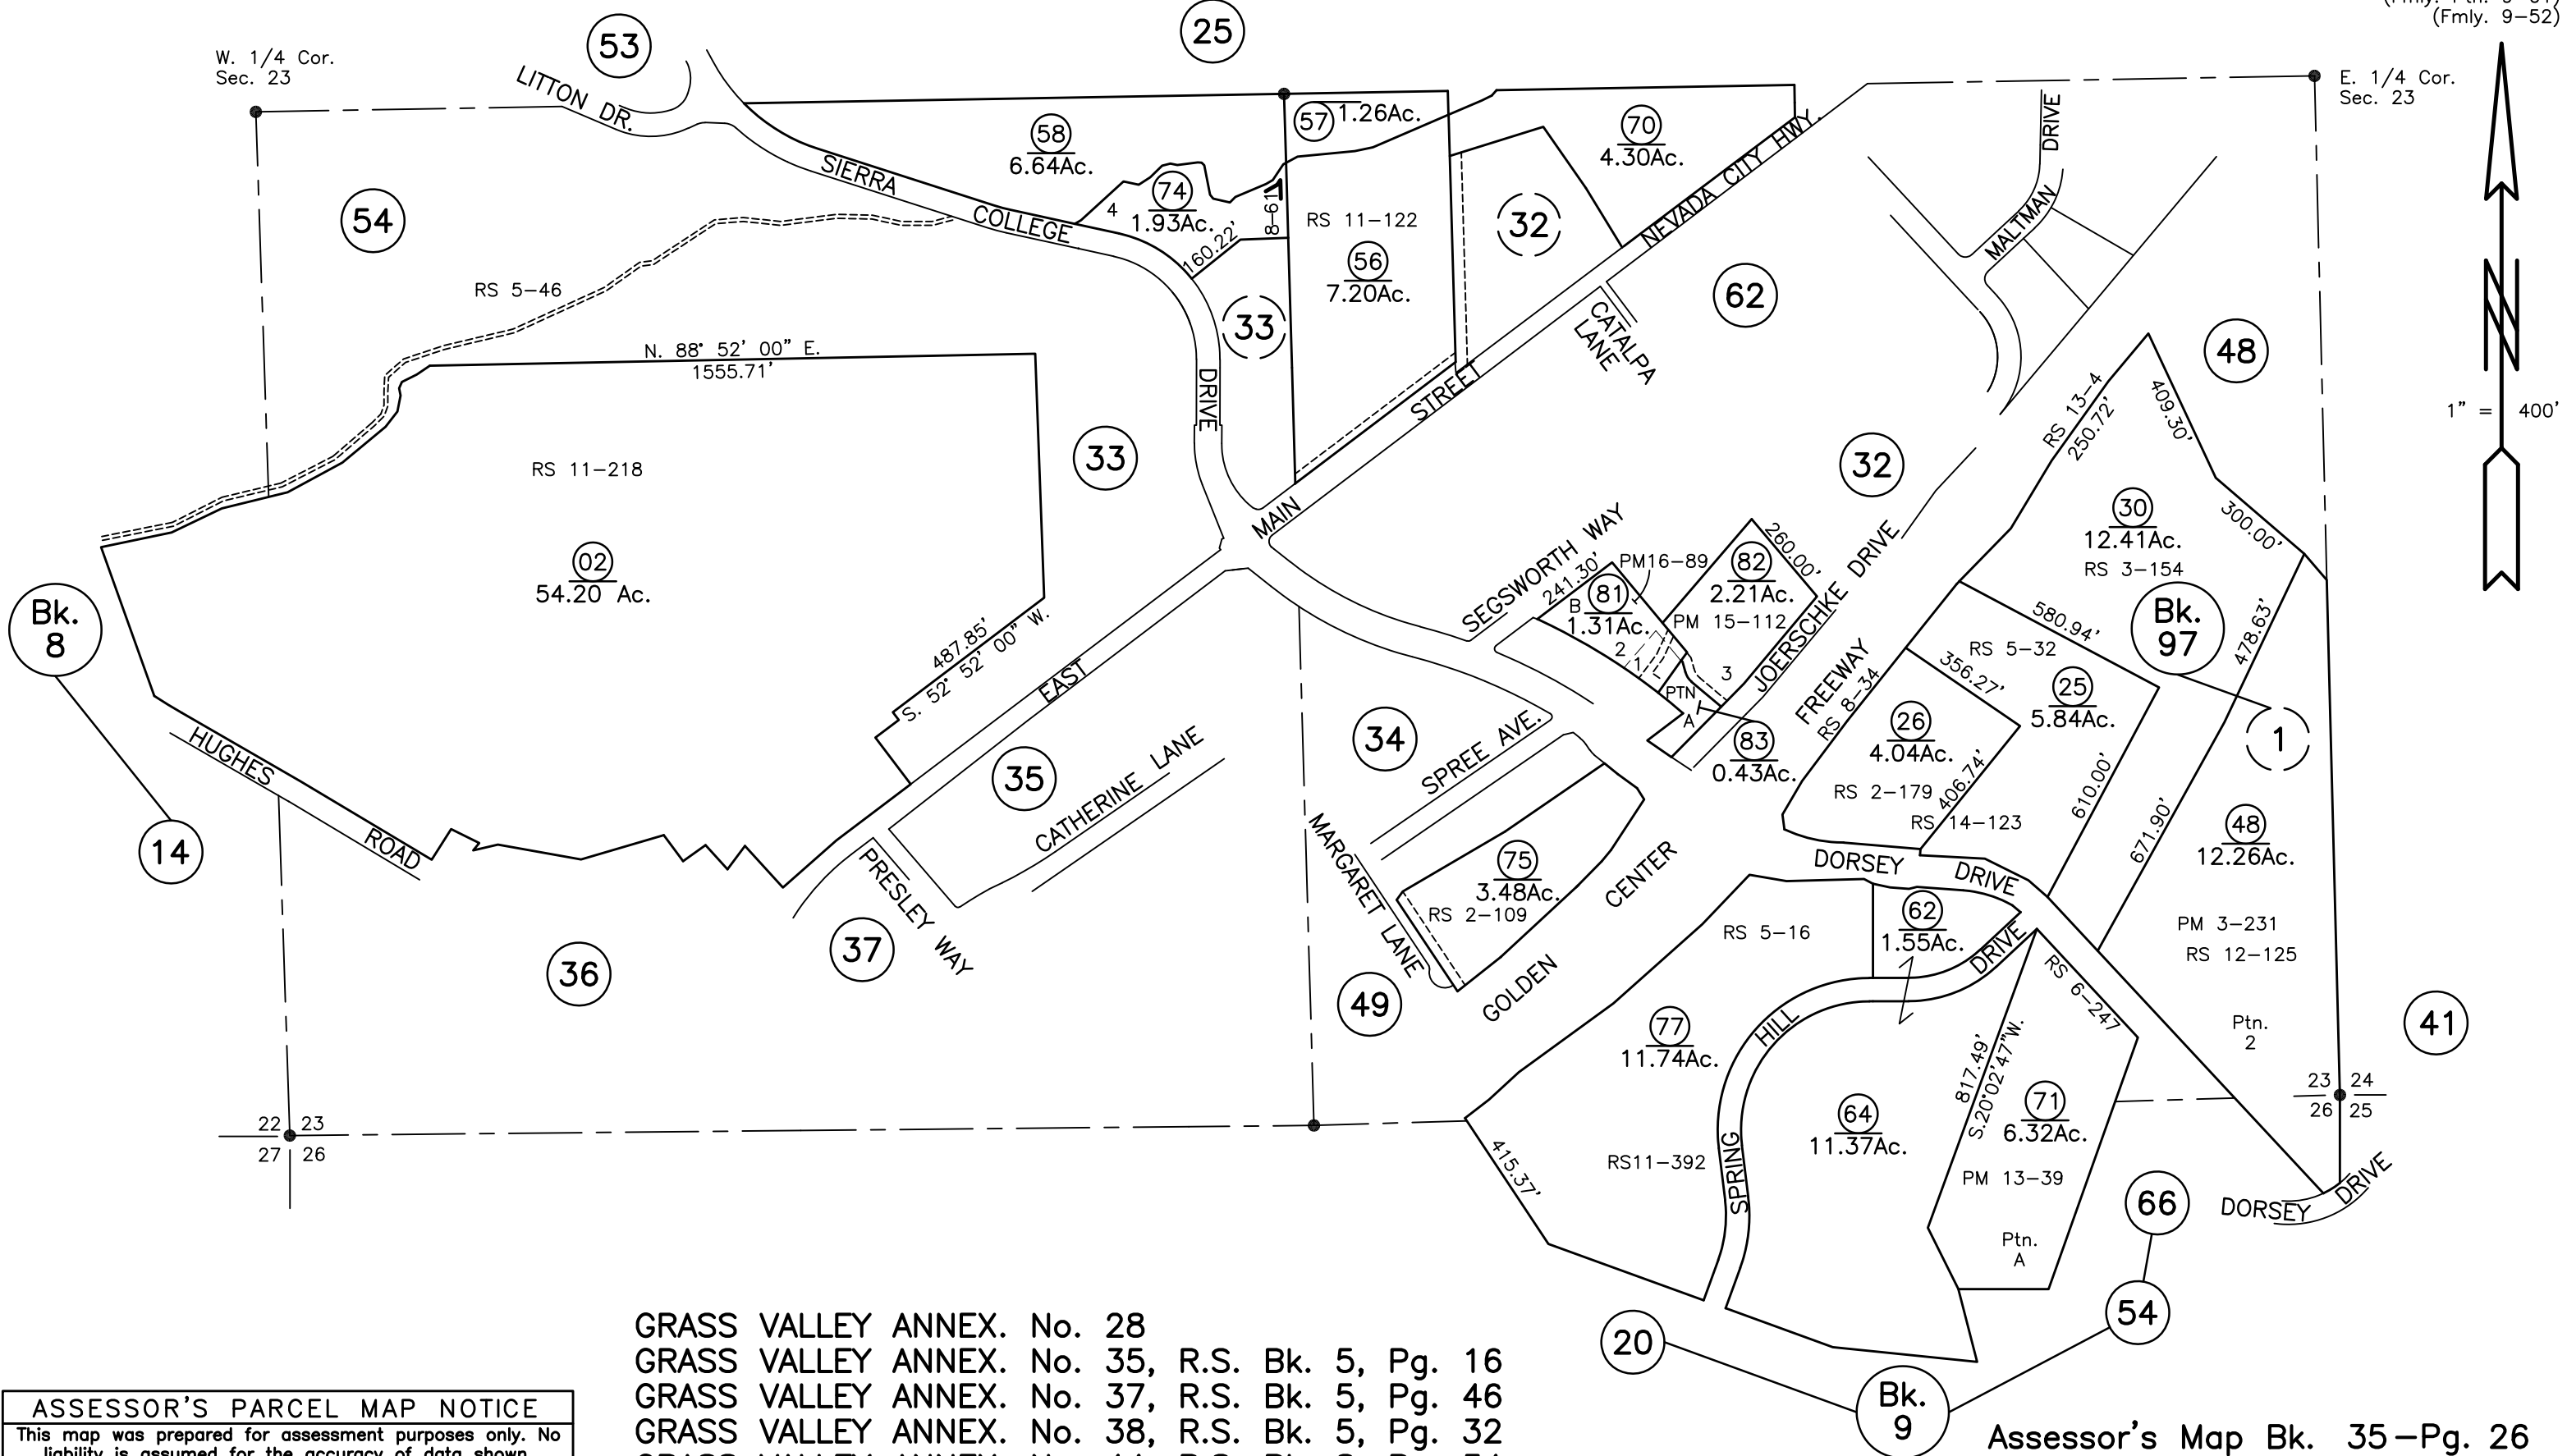 (Fmly. 9-52)
25
53
W. 1/4 Cor.
Sec. 23
E. 1/4 Cor.
Sec. 23
LITTON DR.
58
6.64Ac.
57
1.26Ac.
70
4.30Ac.
NEVADA CITY HWY.
MALTMAN DRIVE
SIERRA COLLEGE DRIVE
54
74
4
1.93Ac.
160.22'
8-61
1
RS 11-122
56
7.20Ac.
32
62
RS 5-46
33
CATALPA
LANE
48
N
1" = 400'
N. 88° 52' 00" E.
1555.71'
RS 13-4
250.72'
409.30'
RS 11-218
33
EAST MAIN STREET
32
02
54.20 Ac.
30
12.41Ac.
RS 3-154
300.00'
SEGSWORTH WAY
241.30'
PM16-89
81
B
1.31Ac.
2
1
82
2.21Ac.
260.00'
PM 15-112
3
PTN
A
83
0.43Ac.
JOERSCHKE DRIVE
Bk.
8
Bk.
97
580.94'
RS 5-32
478.63'
487.85'
S. 52° 52' 00" W.
FREEWAY
RS 8-34
356.27'
25
5.84Ac.
26
4.04Ac.
1
34
SPREE AVE.
35
CATHERINE LANE
HUGHES ROAD
RS 2-179
406.74'
610.00'
RS 14-123
671.90'
48
12.26Ac.
14
MARGARET LANE
75
3.48Ac.
RS 2-109
GOLDEN CENTER
DORSEY DRIVE
PRESLEY WAY
37
36
49
RS 5-16
62
1.55Ac.
SPRING HILL DRIVE
RS 6-247
PM 3-231
RS 12-125
77
11.74Ac.
817.49'
S.20°02'47"W.
Ptn.
2
41
64
11.37Ac.
71
6.32Ac.
23 24
26 25
22 23
27 26
415.37'
RS11-392
PM 13-39
66
DORSEY DRIVE
Ptn.
A
54
20
Bk.
9
GRASS VALLEY ANNEX. No. 28
GRASS VALLEY ANNEX. No. 35, R.S. Bk. 5, Pg. 16
GRASS VALLEY ANNEX. No. 37, R.S. Bk. 5, Pg. 46
GRASS VALLEY ANNEX. No. 38, R.S. Bk. 5, Pg. 32
ASSESSOR'S PARCEL MAP NOTICE
This map was prepared for assessment purposes only. No
liability is assumed for the accuracy of data shown.
Assessor's Map Bk. 35-Pg. 26